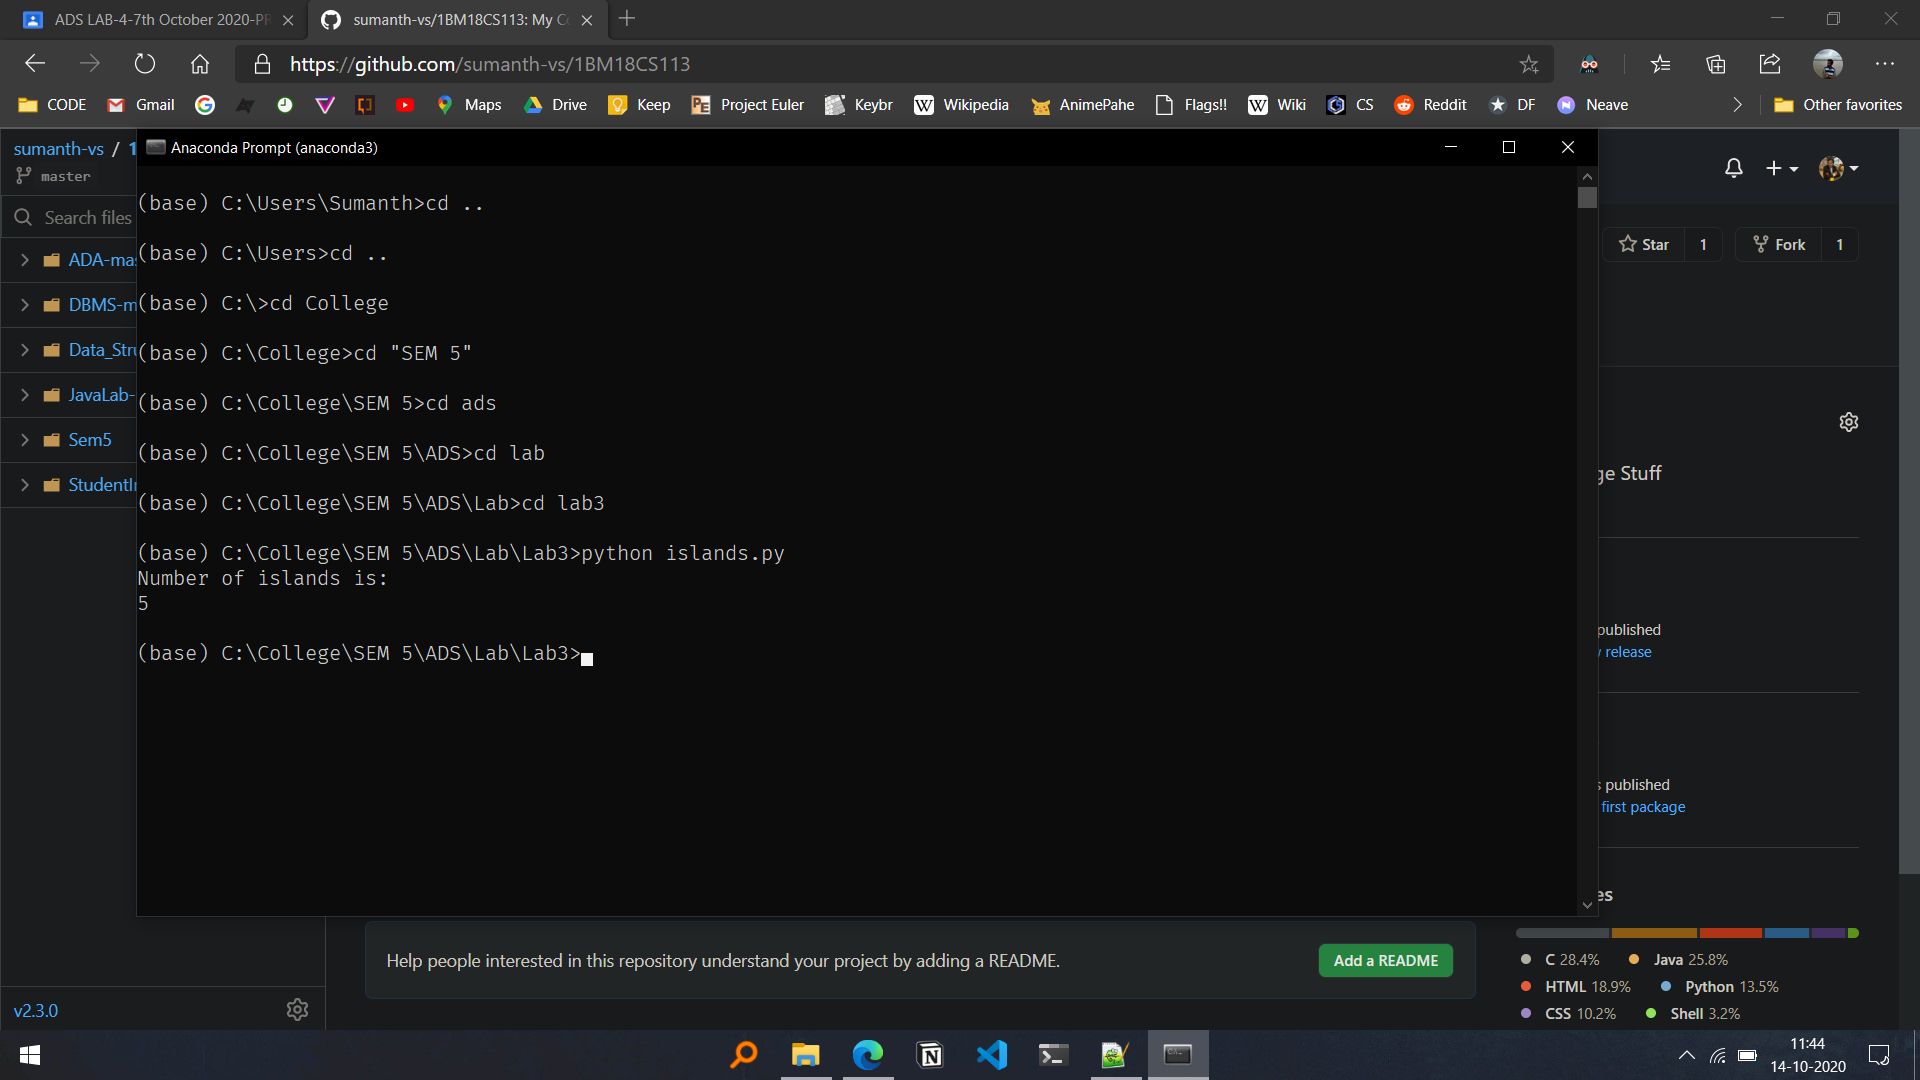 ADS LAB-4-7th October 2020-PR
sumanth-vs/1BM18CS113: My Co
https://github.com/sumanth-vs/1BM18CS113
CODE Gmail Maps Drive Keep Project Euler Keybr Wikipedia AnimePahe Flags!! Wiki CS Reddit DF Neave Other favorites
sumanth-vs / 1
master
Search files
ADA-mas
DBMS-m
Data_Stru
JavaLab-
Sem5
StudentIn
v2.3.0
Anaconda Prompt (anaconda3)
(base) C:\Users\Sumanth>cd ..
(base) C:\Users>cd ..
(base) C:\>cd College
(base) C:\College>cd "SEM 5"
(base) C:\College\SEM 5>cd ads
(base) C:\College\SEM 5\ADS>cd lab
(base) C:\College\SEM 5\ADS\Lab>cd lab3
(base) C:\College\SEM 5\ADS\Lab\Lab3>python islands.py
Number of islands is:
5
(base) C:\College\SEM 5\ADS\Lab\Lab3>
Star 1 Fork 1
ge Stuff
published
release
s published
first package
es
C 28.4% Java 25.8%
HTML 18.9% Python 13.5%
CSS 10.2% Shell 3.2%
Help people interested in this repository understand your project by adding a README.
Add a README
11:44
14-10-2020